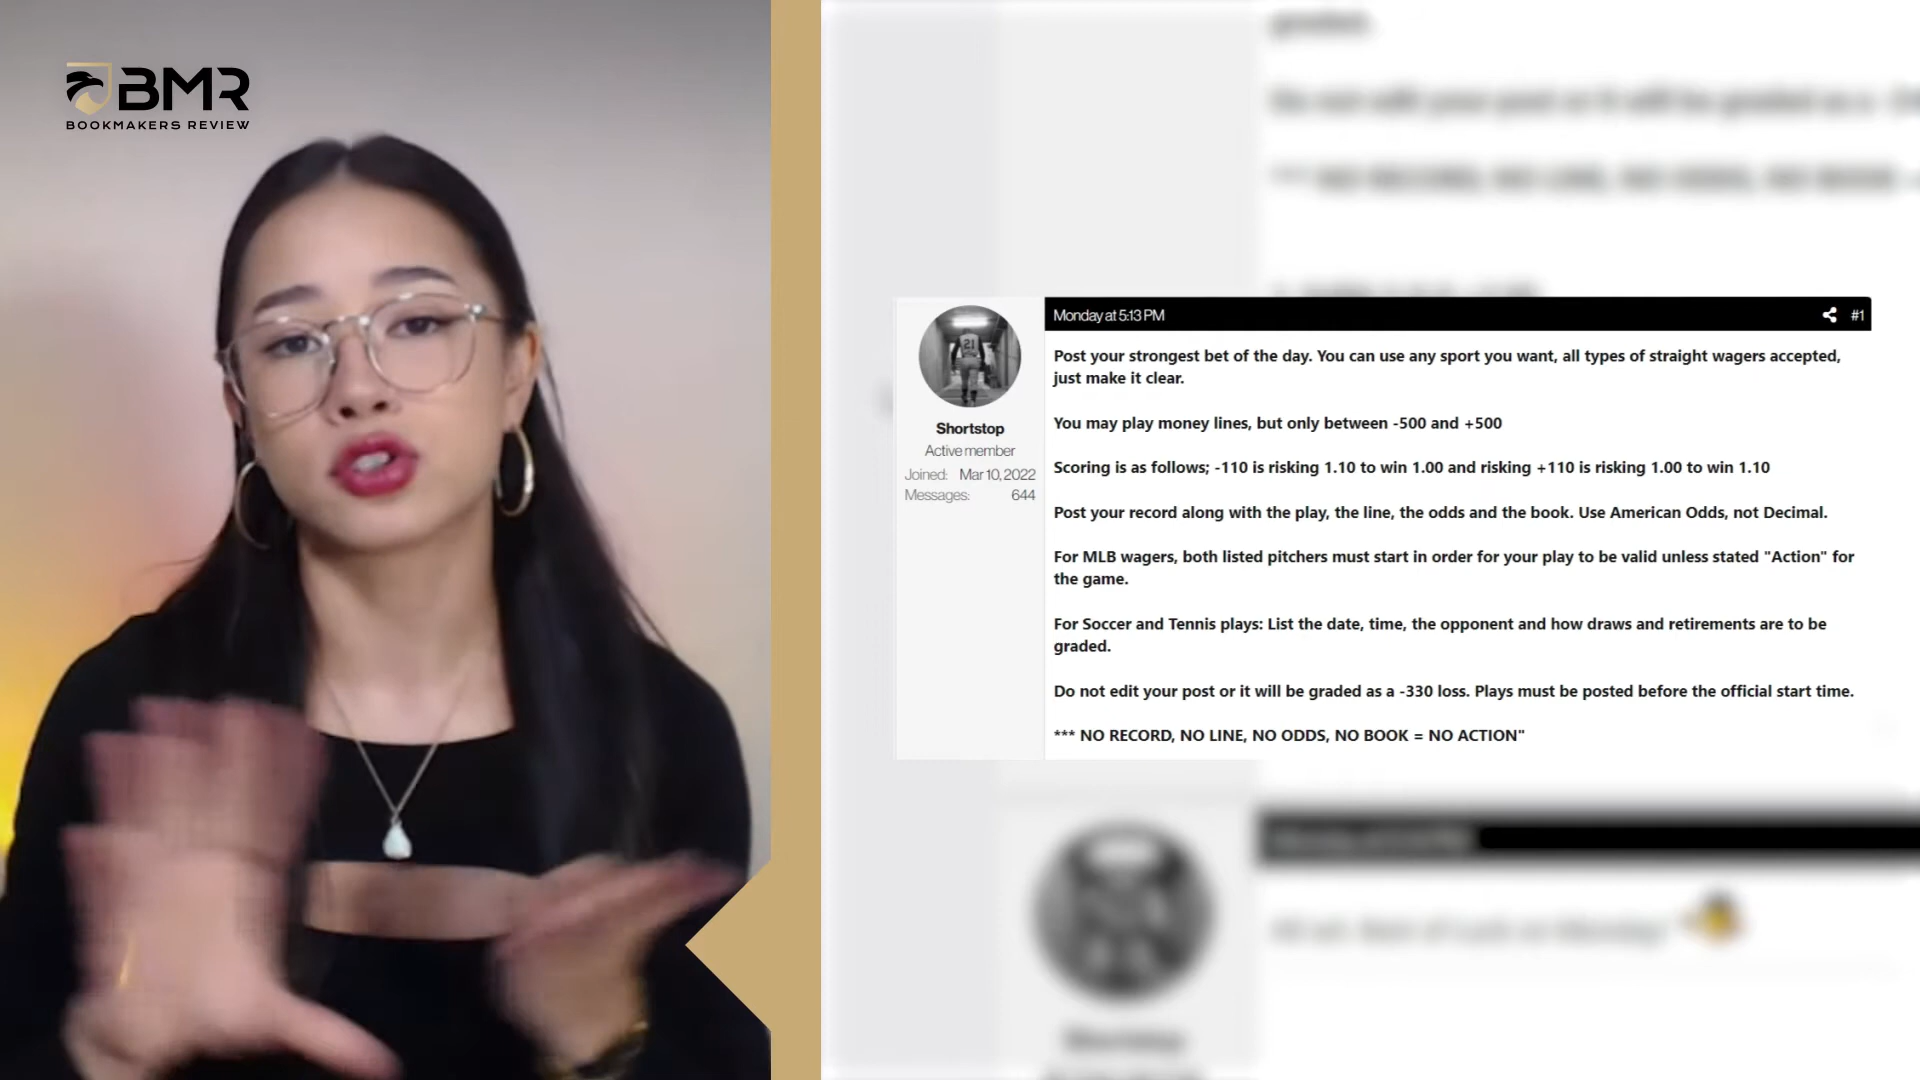 BMR
BOOKMAKERS REVIEW
Monday at 5:13 PM
#1
21
Shortstop
Active member
Joined: Mar 10, 2022
Messages: 644
Post your strongest bet of the day. You can use any sport you want, all types of straight wagers accepted,
just make it clear.
You may play money lines, but only between -500 and +500
Scoring is as follows; -110 is risking 1.10 to win 1.00 and risking +110 is risking 1.00 to win 1.10
Post your record along with the play, the line, the odds and the book. Use American Odds, not Decimal.
For MLB wagers, both listed pitchers must start in order for your play to be valid unless stated "Action" for
the game.
For Soccer and Tennis plays: List the date, time, the opponent and how draws and retirements are to be
graded.
Do not edit your post or it will be graded as a -330 loss. Plays must be posted before the official start time.
*** NO RECORD, NO LINE, NO ODDS, NO BOOK = NO ACTION"